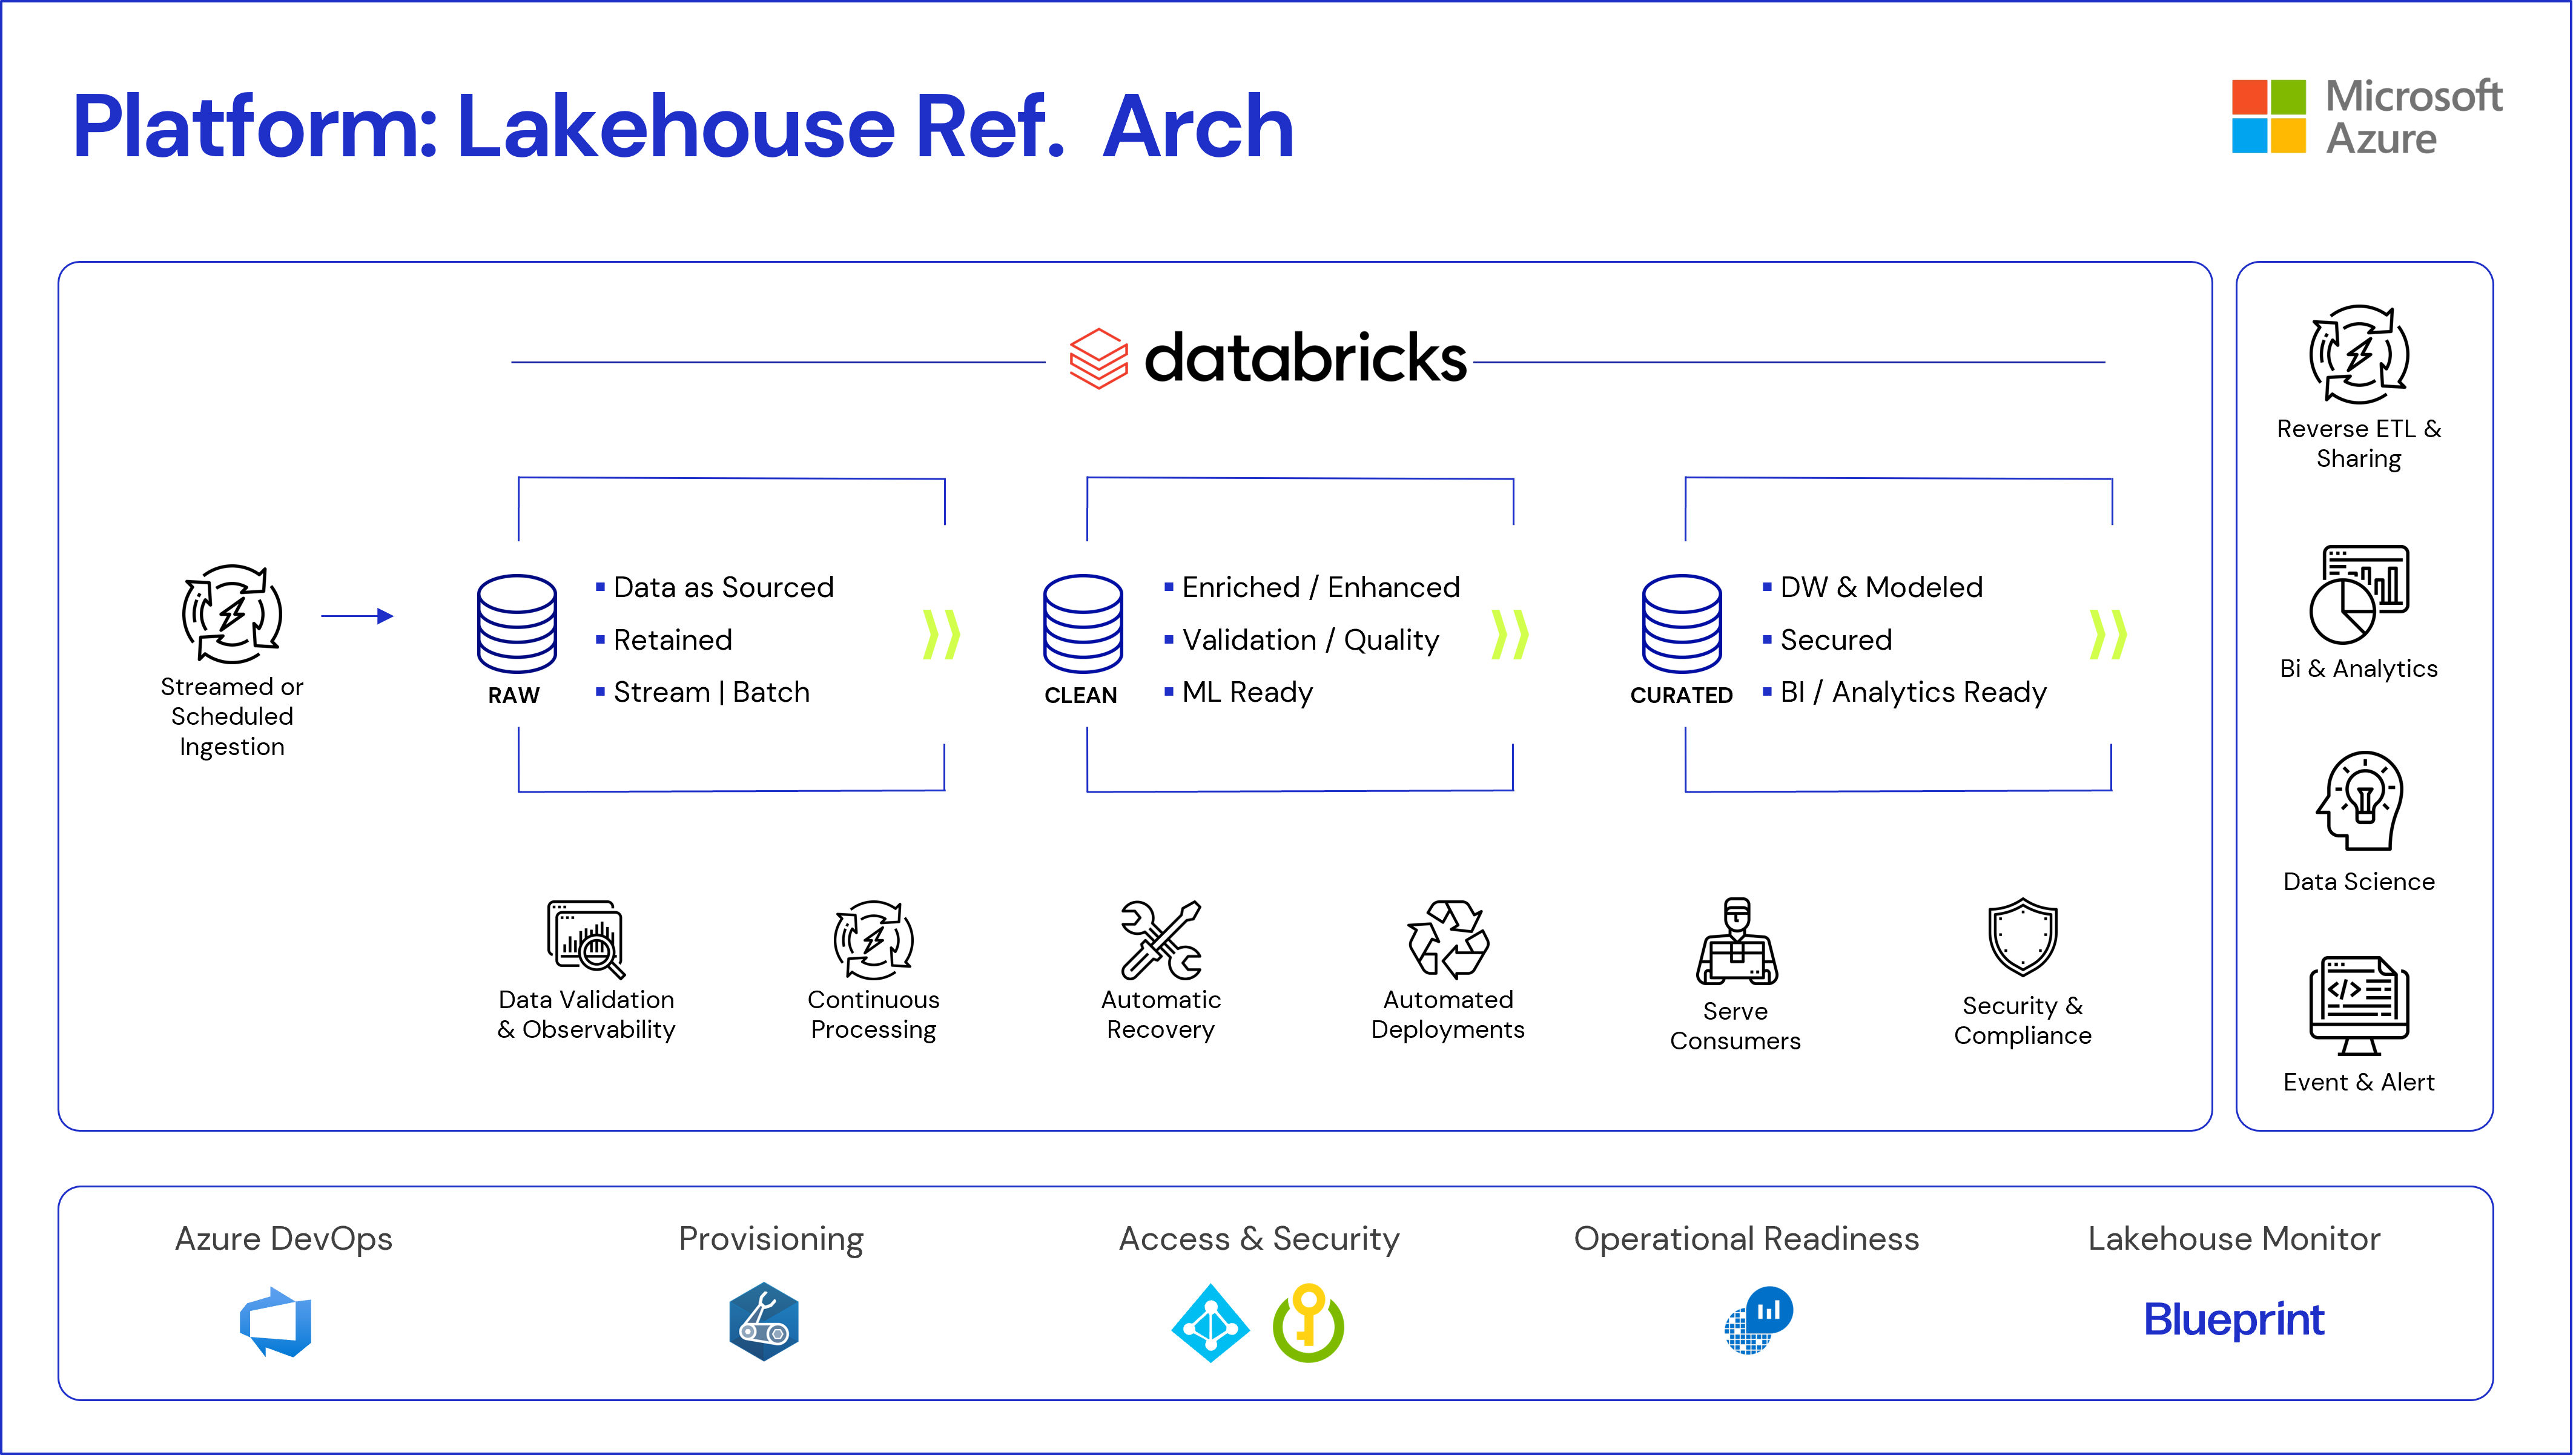 Platform: Lakehouse Ref. Arch
Microsoft
Azure
databricks
Streamed or
Scheduled
Ingestion
RAW
▪ Data as Sourced
▪ Retained
▪ Stream | Batch
CLEAN
▪ Enriched / Enhanced
▪ Validation / Quality
▪ ML Ready
CURATED
▪ DW & Modeled
▪ Secured
▪ BI / Analytics Ready
Data Validation
& Observability
Continuous
Processing
Automatic
Recovery
Automated
Deployments
Serve
Consumers
Security &
Compliance
Reverse ETL &
Sharing
Bi & Analytics
Data Science
Event & Alert
Azure DevOps
Provisioning
Access & Security
Operational Readiness
Lakehouse Monitor
Blueprint